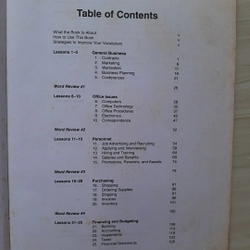 Table of Contents
What the Book Is About v
How to Use This Book v
Strategies to Improve Your Vocabulary
Lessons 1–5 General Business
1. Contracts
2. Marketing
3. Warranties
4. Business Planning
5. Conferences
Word Review #1 26
Lessons 6–10 Office Issues
6. Computers 28
7. Office Technology
8. Office Procedures 37
9. Electronics
10. Correspondence 47
Word Review #2 52
Lessons 11–15 Personnel
11. Job Advertising and Recruiting
12. Applying and Interviewing
13. Hiring and Training
14. Salaries and Benefits
15. Promotions, Pensions, and Awards
Word Review #3
Lessons 16–20 Purchasing
16. Shopping
17. Ordering Supplies
18. Shipping
19. Invoices
20. Inventory
Word Review #4
Lessons 21–25 Financing and Budgeting
21. Banking
22. Accounting
23. Investments
24. Taxes
25. Financial Statements